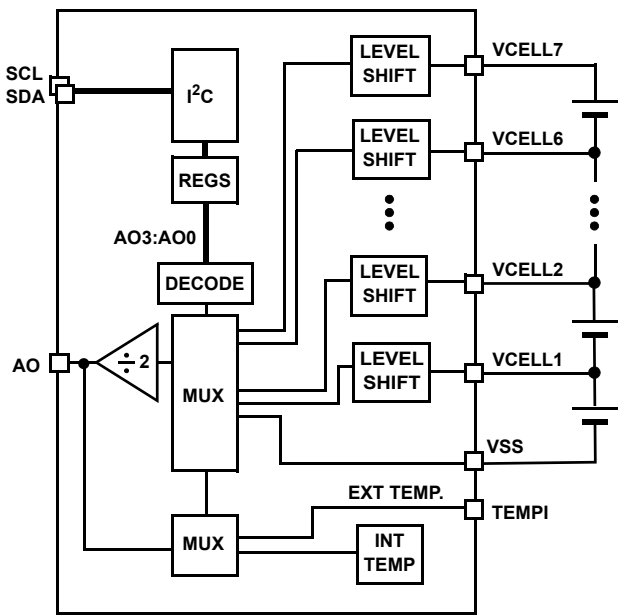 SCL
SDA
I²C
REGS
AO3:AO0
DECODE
AO
÷ 2
MUX
MUX
LEVEL
SHIFT
VCELL7
LEVEL
SHIFT
VCELL6
LEVEL
SHIFT
VCELL2
LEVEL
SHIFT
VCELL1
VSS
EXT TEMP.
TEMPI
INT
TEMP